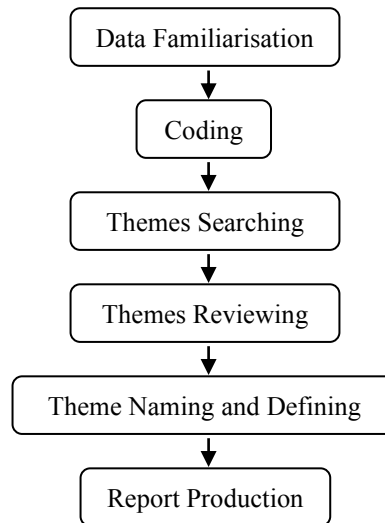 Data Familiarisation
Coding
Themes Searching
Themes Reviewing
Theme Naming and Defining
Report Production